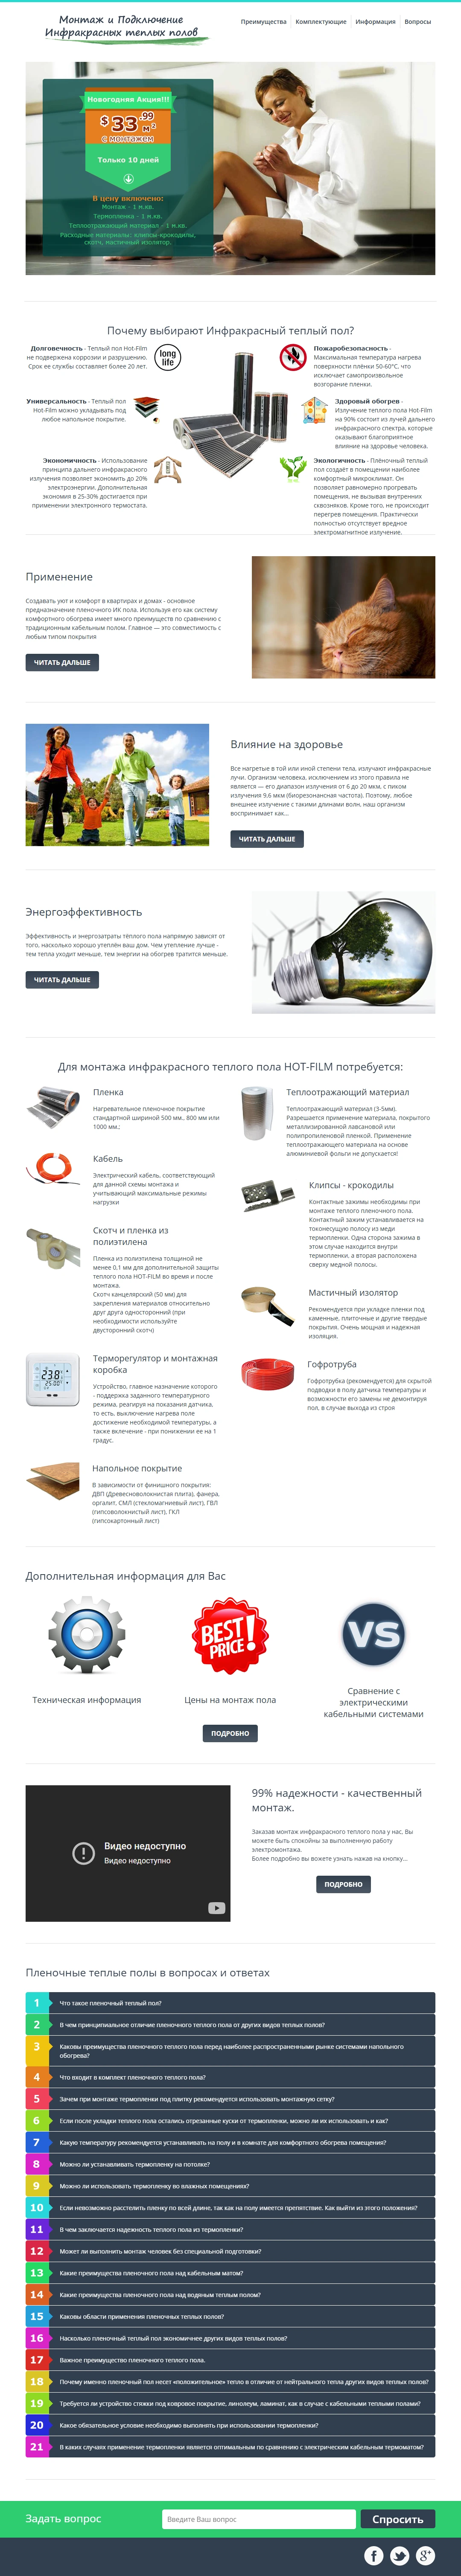 Монтаж и Подключение
Инфракрасных теплых полов
Преимущества
Комплектующие
Информация
Вопросы
Новогодняя Акция!!!
$ 33.99 м2
с монтажем
Только 10 дней
В цену включено:
Монтаж - 1 м.кв.
Термопленка - 1 м.кв.
Теплоотражающий материал - 1 м.кв.
Расходные материалы: клипсы-крокодилы,
скотч, мастичный изолятор.
Почему выбирают Инфракрасный теплый пол?
Долговечность - Теплый пол Hot-Film
не подвержена коррозии и разрушению.
Срок ее службы составляет более 20 лет.
long life
Универсальность - Теплый пол
Hot-Film можно укладывать под
любое напольное покрытие.
Экономичность - Использование
принципа дальнего инфракрасного
излучения позволяет экономить до 20%
электроэнергии. Дополнительная
экономия в 25-30% достигается при
применении электронного термостата.
Пожаробезопасность -
Максимальная температура нагрева
поверхности плёнки 50-60°С, что
исключает самопроизвольное
возгорание пленки.
Здоровый обогрев -
Излучение теплого пола Hot-Film
на 90% состоит из лучей дальнего
инфракрасного спектра, которые
оказывают благоприятное
влияние на здоровье человека.
Экологичность - Плёночный теплый
пол создаёт в помещении наиболее
комфортный микроклимат. Он
позволяет равномерно прогревать
помещения, не вызывая внутренних
сквозняков. Кроме того, не происходит
перегрев помещения. Практически
полностью отсутствует вредное
электромагнитное излучение.
Применение
Создавать уют и комфорт в квартирах и домах - основное
предназначение пленочного ИК пола. Используя его как систему
комфортного обогрева имеет много преимуществ по сравнению с
традиционным кабельным полом. Главное — это совместимость с
любым типом покрытия
ЧИТАТЬ ДАЛЬШЕ
Влияние на здоровье
Все нагретые в той или иной степени тела, излучают инфракрасные
лучи. Организм человека. исключением из этого правила не
является — его диапазон излучения от 6 до 20 мкм, с пиком
излучения 9,6 мкм (биорезонансная частота). Поэтому, любое
внешнее излучение с такими длинами волн, наш организм
воспринимает как...
ЧИТАТЬ ДАЛЬШЕ
Энергоэффективность
Эффективность и энергозатраты тёплого пола напрямую зависят от
того, насколько хорошо утеплён ваш дом. Чем утепление лучше -
тем тепла уходит меньше, тем энергии на обогрев тратится меньше.
ЧИТАТЬ ДАЛЬШЕ
Для монтажа инфракрасного теплого пола HOT-FILM потребуется:
Пленка
Нагревательное пленочное покрытие
стандартной шириной 500 мм., 800 мм или
1000 мм.;
Кабель
Электрический кабель, соответствующий
для данной схемы монтажа и
учитывающий максимальные режимы
нагрузки
Скотч и пленка из
полиэтилена
Пленка из полиэтилена толщиной не
менее 0,1 мм для дополнительной защиты
теплого пола HOT-FILM во время и после
монтажа.
Скотч канцелярский (50 мм) для
закрепления материалов относительно
друг друга односторонний (при
необходимости используйте
двусторонний скотч)
Терморегулятор и монтажная
коробка
Устройство, главное назначение которого
- поддержка заданного температурного
режима, реагируя на показания датчика,
то есть, выключение нагрева поле
достижение необходимой температуры, а
также включение - при понижении ее на 1
градус.
Напольное покрытие
В зависимости от финишного покрытия:
ДВП (Древесноволокнистая плита), фанера,
оргалит, СМЛ (стекломагниевый лист), ГВЛ
(гипсоволокнистый лист), ГКЛ
(гипсокартонный лист)
Теплоотражающий материал
Теплоотражающий материал (3-5мм).
Разрешается применение материала, покрытого
метализированной лавсановой или
полипропиленовой пленкой. Применение
теплоотражающего материала на основе
алюминиевой фольги не допускается!
Клипсы - крокодилы
Контактные зажимы необходимы при
монтаже теплого пленочного пола.
Контактный зажим устанавливается на
токонесущую полосу из меди
термопленки. Одна сторона зажима в
этом случае находится внутри
термопленки, а вторая расположена
сверху медной полосы.
Мастичный изолятор
Рекомендуется при укладке пленки под
каменные, плиточные и другие твердые
покрытия. Очень мощная и надежная
изоляция.
Гофротруба
Гофротрубка (рекомендуется) для скрытой
подводки в полу датчика температуры и
возможности его замены не демонтируя
пол, в случае выхода из строя
Дополнительная информация для Вас
BEST PRICE!
VS
Техническая информация
Цены на монтаж пола
Сравнение с
электрическими
кабельными системами
ПОДРОБНО
Видео недоступно
Видео недоступно
99% надежности - качественный
монтаж.
Заказав монтаж инфракрасного теплого пола у нас, Вы
можете быть спокойны за выполненную работу
электромонтажа.
Более подробно вы вожете узнать нажав на кнопку...
ПОДРОБНО
Пленочные теплые полы в вопросах и ответах
1 Что такое пленочный теплый пол?
2 В чем принципиальное отличие пленочного теплого пола от других видов теплых полов?
3 Каковы преимущества пленочного теплого пола перед наиболее распространенными рынке системами напольного
обогрева?
4 Что входит в комплект пленочного теплого пола?
5 Зачем при монтаже термопленки под плитку рекомендуется использовать монтажную сетку?
6 Если после укладки теплого пола остались отрезанные куски от термопленки, можно ли их использовать и как?
7 Какую температуру рекомендуется устанавливать на полу и в комнате для комфортного обогрева помещения?
8 Можно ли устанавливать термопленку на потолке?
9 Можно ли использовать термопленку во влажных помещениях?
10 Если невозможно расстелить пленку по всей длине, так как на полу имеется препятствие. Как выйти из этого положения?
11 В чем заключается надежность теплого пола из термопленки?
12 Может ли выполнить монтаж человек без специальной подготовки?
13 Какие преимущества пленочного пола над кабельным матом?
14 Какие преимущества пленочного пола над водяным теплым полом?
15 Каковы области применения пленочных теплых полов?
16 Насколько пленочный теплый пол экономичнее других видов теплых полов?
17 Важное преимущество пленочного теплого пола.
18 Почему именно пленочный пол несет «положительное» тепло в отличие от нейтрального тепла других видов теплых полов?
19 Требуется ли устройство стяжки под ковровое покрытие, линолеум, ламинат, как в случае с кабельными теплыми полами?
20 Какое обязательное условие необходимо выполнять при использовании термопленки?
21 В каких случаях применение термопленки является оптимальным по сравнению с электрическим кабельным термоматом?
Задать вопрос
Введите Ваш вопрос
Спросить